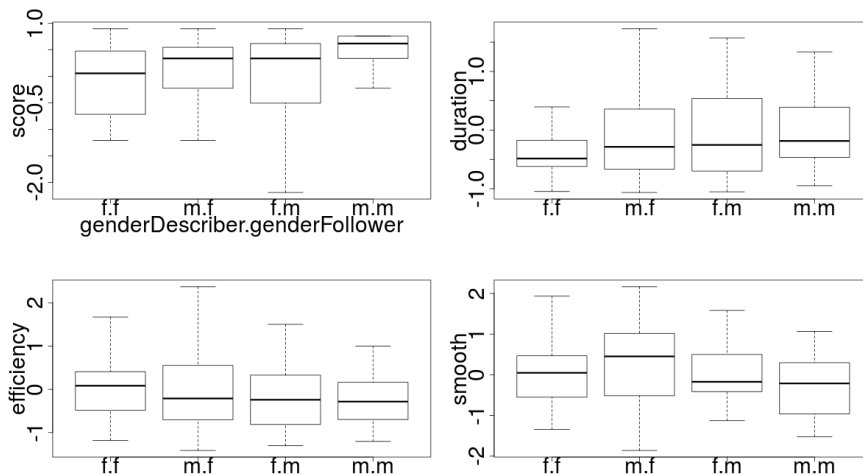 score
1.0
-0.5
-2.0
f.f
m.f
f.m
m.m
genderDescriber.genderFollower
duration
1.0
0.0
-1.0
f.f
m.f
f.m
m.m
efficiency
2
1
0
-1
f.f
m.f
f.m
m.m
smooth
2
1
0
-1
-2
f.f
m.f
f.m
m.m